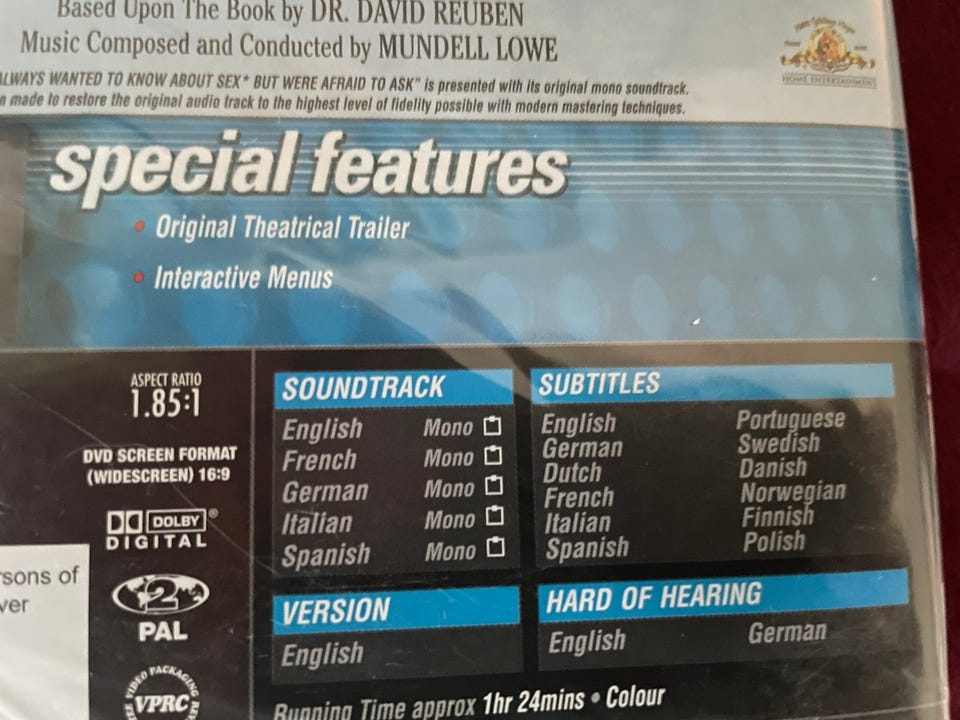 Based Upon The Book by DR. DAVID REUBEN
Music Composed and Conducted by MUNDELL LOWE
ALWAYS WANTED TO KNOW ABOUT SEX* BUT WERE AFRAID TO ASK" is presented with its original mono soundtrack.
n made to restore the original audio track to the highest level of fidelity possible with modern mastering techniques.
HOME ENTERTAINMENT
special features
• Original Theatrical Trailer
• Interactive Menus
ASPECT RATIO
1.85:1
DVD SCREEN FORMAT
(WIDESCREEN) 16:9
DOLBY®
DIGITAL
2
PAL
VIDEO PACKAGING
VPRC
rsons of
ver
SOUNDTRACK
English Mono
French Mono
German Mono
Italian Mono
Spanish Mono
SUBTITLES
English Portuguese
German Swedish
Dutch Danish
French Norwegian
Italian Finnish
Spanish Polish
VERSION
English
HARD OF HEARING
English German
Running Time approx 1hr 24mins • Colour